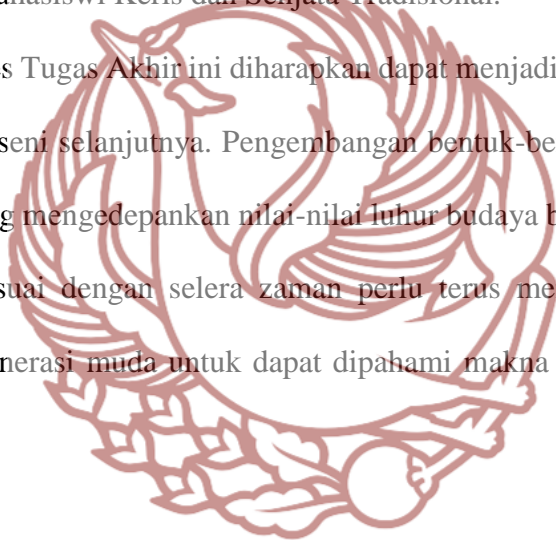 ahasiswi Keris dan Senjata Tradisional.
es Tugas Akhir ini diharapkan dapat menjadi
seni selanjutnya. Pengembangan bentuk-be
g mengedepankan nilai-nilai luhur budaya b
suai dengan selera zaman perlu terus me
nerasi muda untuk dapat dipahami makna